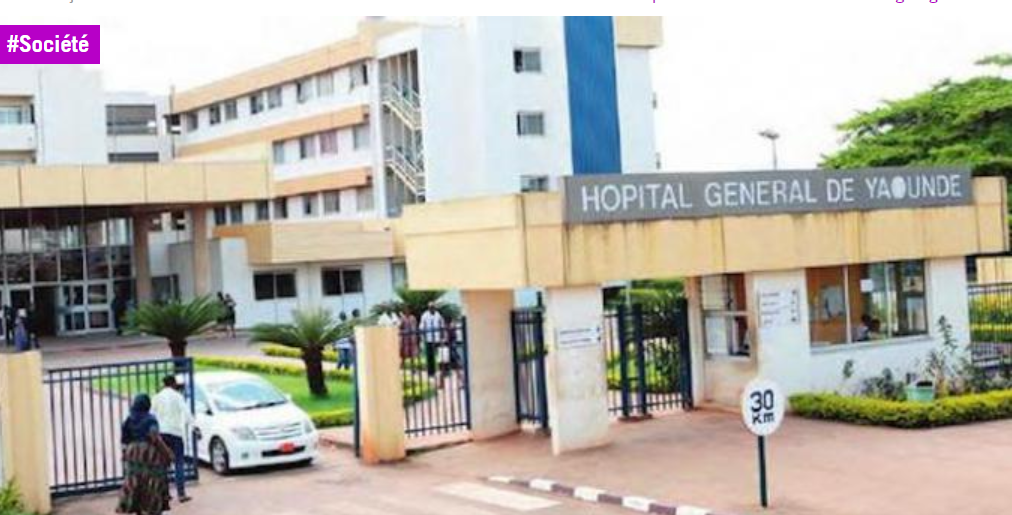 #Société
HOPITAL GENERAL DE YAOUNDE
30
Km